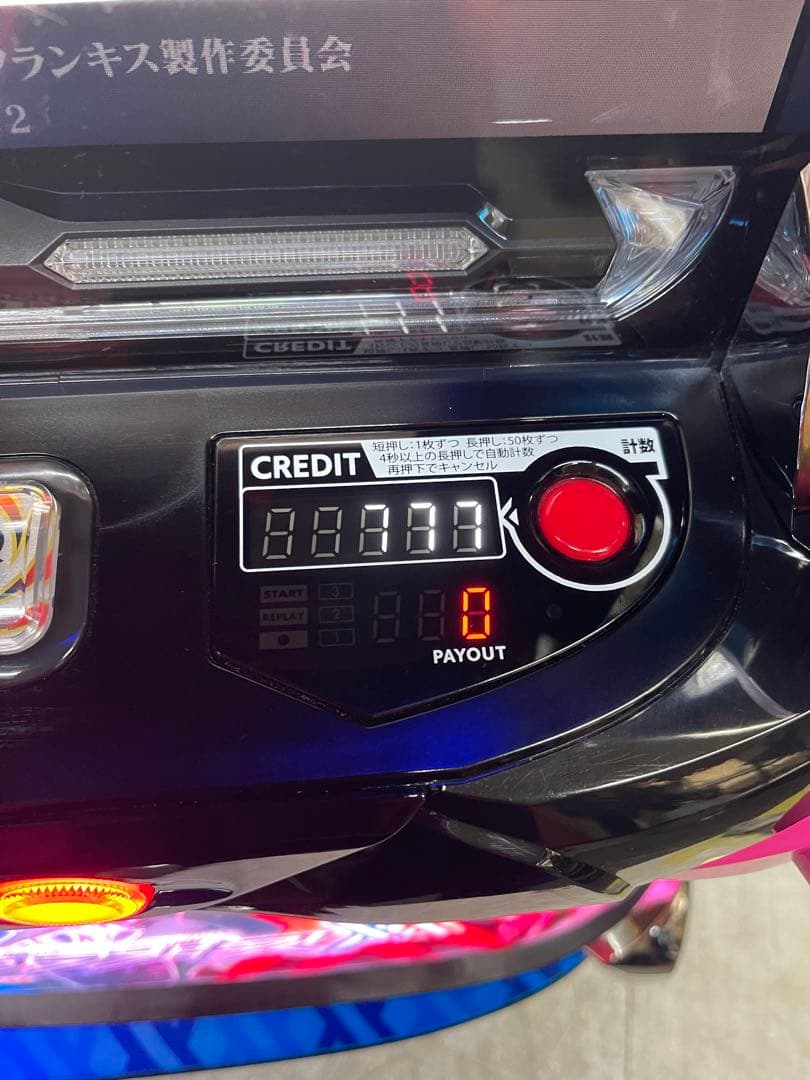 ランキス製作委員会
2
CREDIT
短押し:1枚ずつ 長押し:50枚ずつ
4秒以上の長押しで自動計数
再押下でキャンセル
計数
777
START
3
REPLAY
2
1
0
PAYOUT